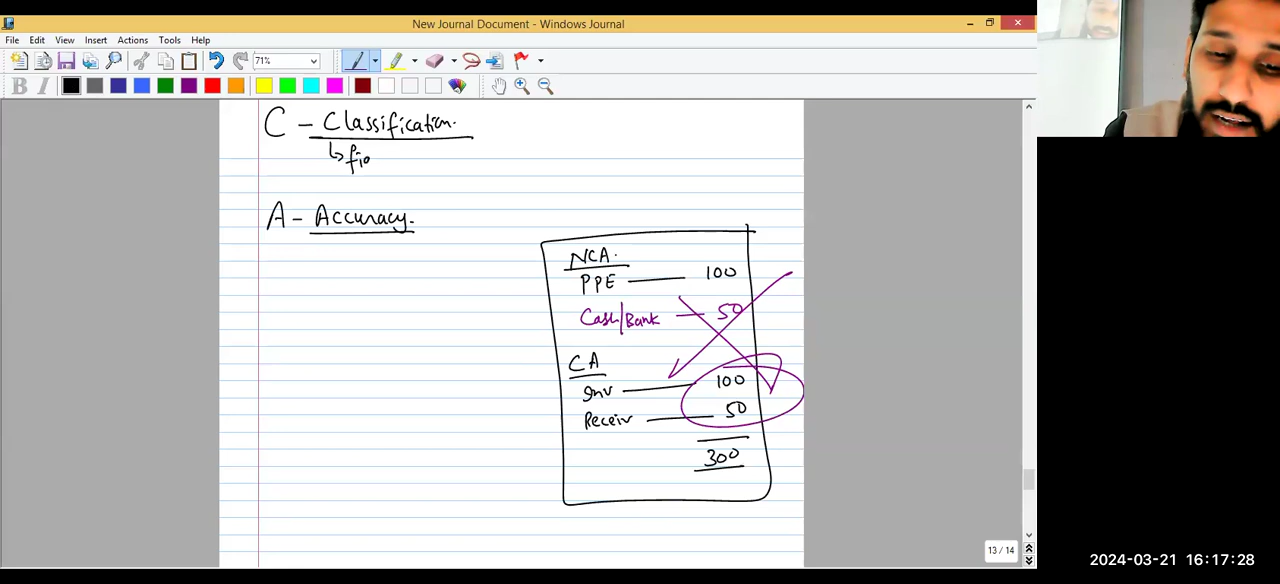 New Journal Document - Windows Journal
File Edit View Insert Actions Tools Help
71%
B I
C - Classification.
↳ fio
A - Accuracy.
NCA.
PPE — 100
Cash/Bank — 50
CA
Inv — 100
Receiv — 50
300
13 / 14
2024-03-21 16:17:28